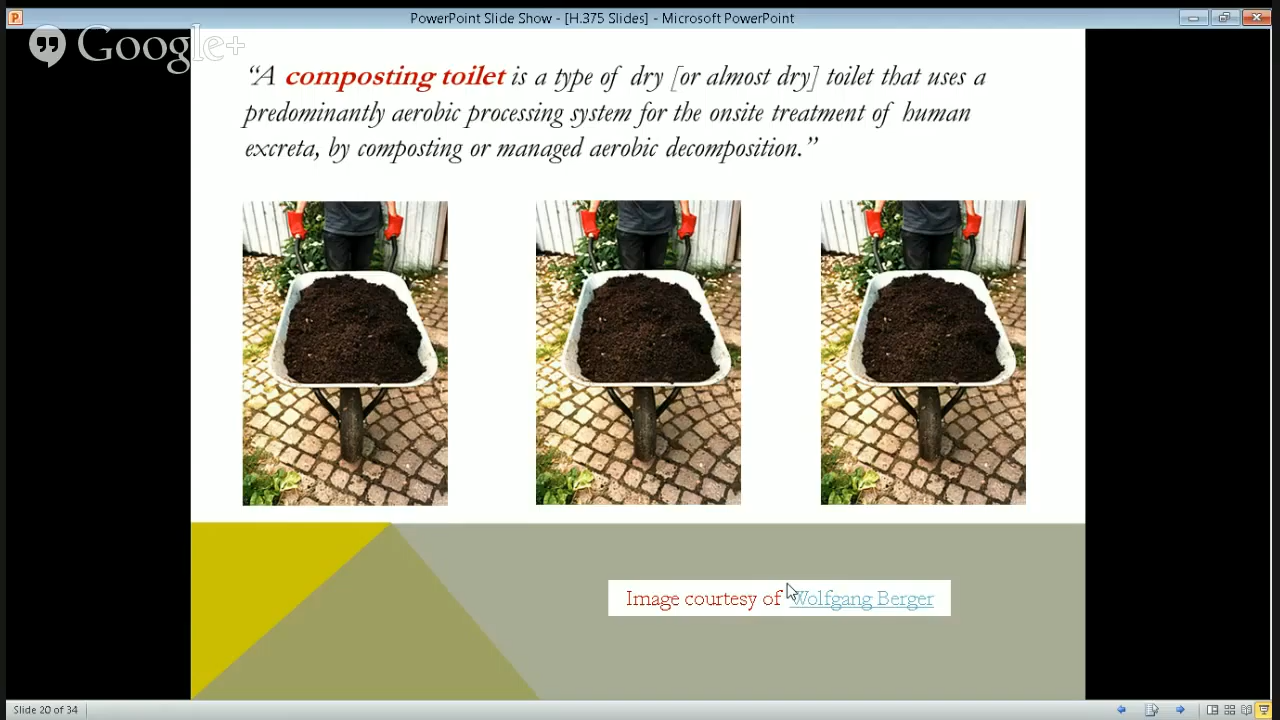 PowerPoint Slide Show - [H.375 Slides] - Microsoft PowerPoint
Google+
“A composting toilet is a type of dry [or almost dry] toilet that uses a
predominantly aerobic processing system for the onsite treatment of human
excreta, by composting or managed aerobic decomposition.”
Image courtesy of Wolfgang Berger
Slide 20 of 34